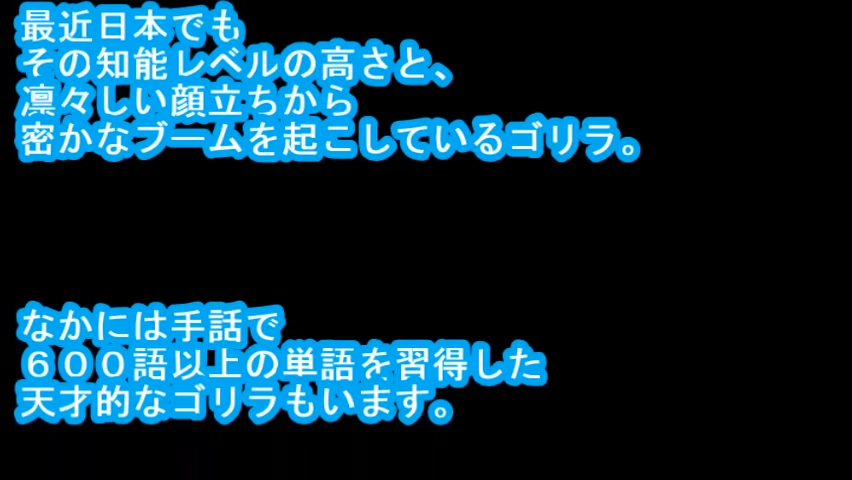 最近日本でも
その知能レベルの高さと、
凛々しい顔立ちから
密かなブームを起こしているゴリラ。
なかには手話で
６００語以上の単語を習得した
天才的なゴリラもいます。